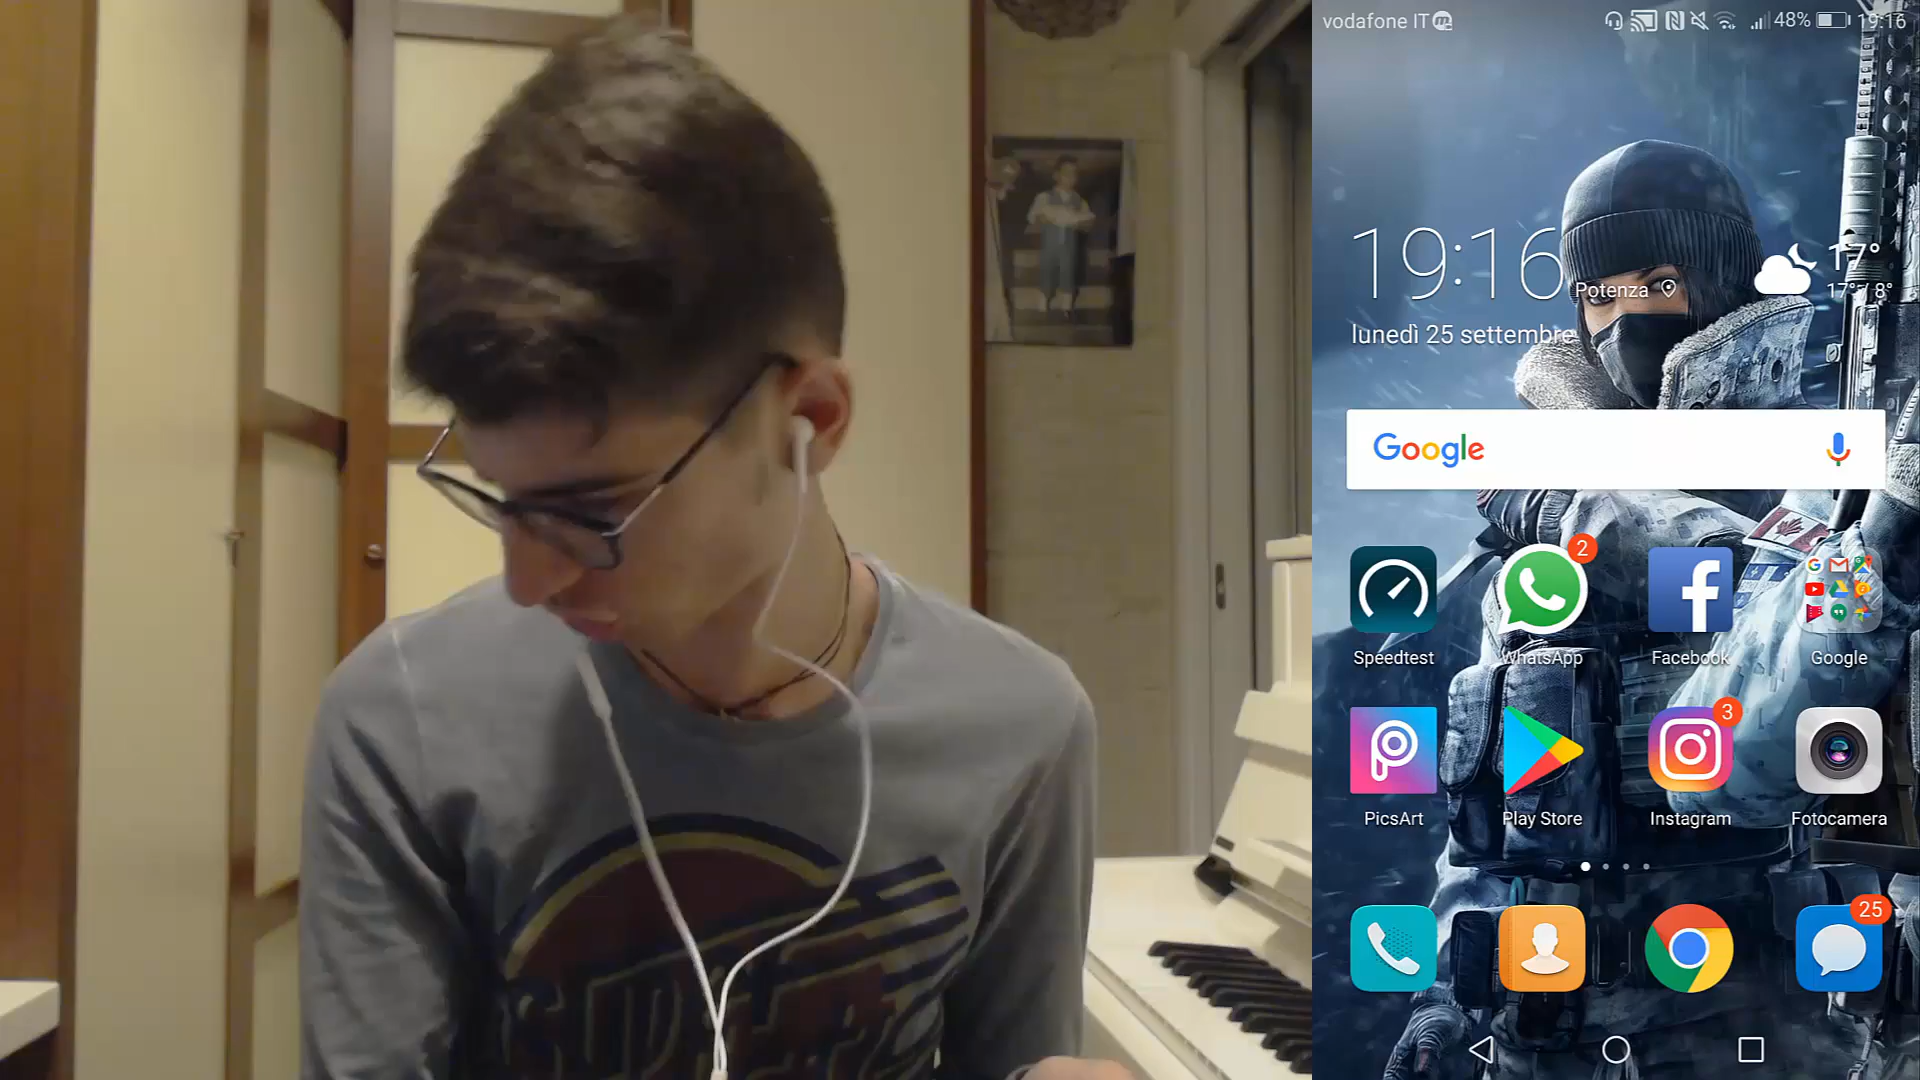 vodafone IT
48%
19:16
19:16
Potenza
17°
17° / 8°
lunedì 25 settembre
Google
2
Speedtest
WhatsApp
Facebook
Google
3
PicsArt
Play Store
Instagram
Fotocamera
25